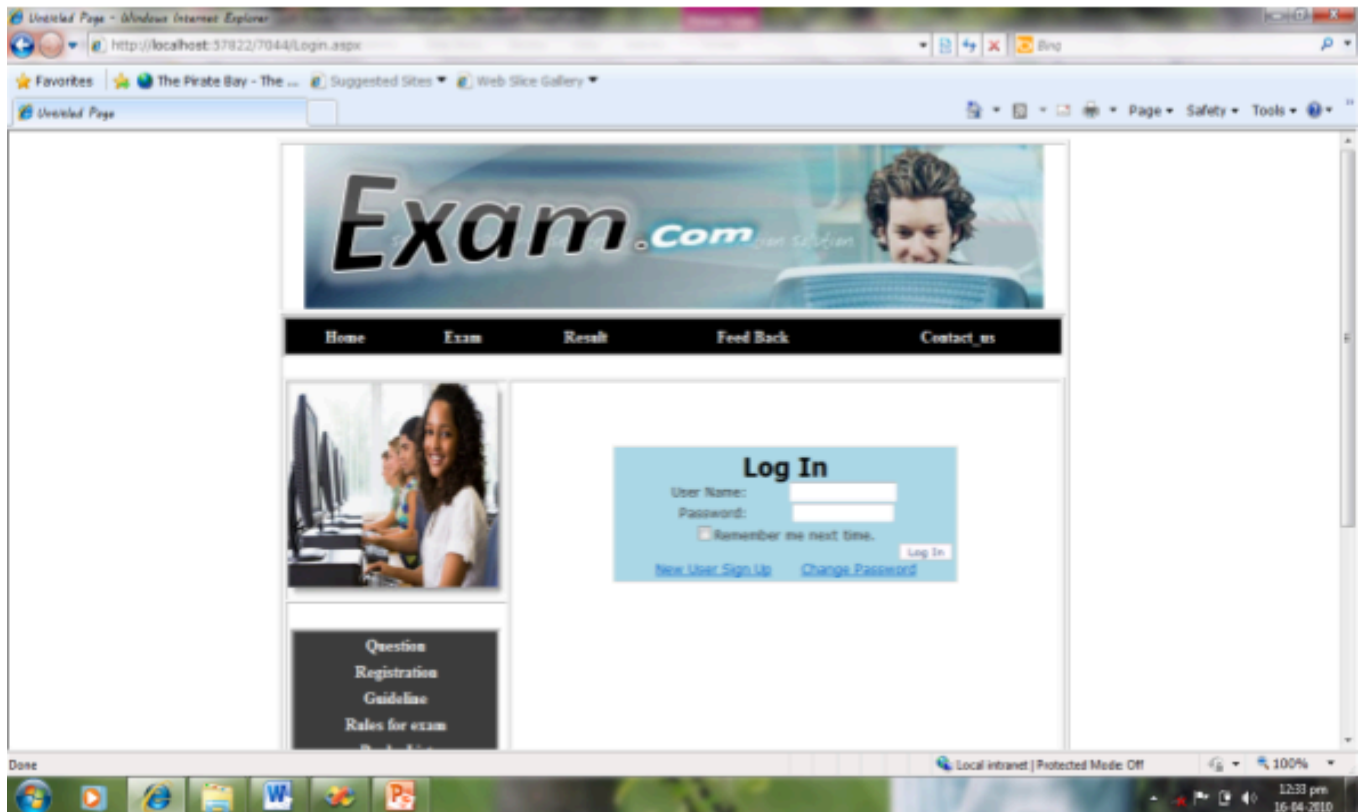 Untitled Page - Windows Internet Explorer
http://localhost:37822/7044/Login.aspx
Bing
Favorites The Pirate Bay - The ... Suggested Sites Web Slice Gallery
Untitled Page
Page Safety Tools
Exam.Com
Home Exam Result Feed Back Contact_us
Log In
User Name:
Password:
Remember me next time.
Log In
New User Sign Up Change Password
Question
Registration
Guideline
Rules for exam
Done
Local intranet | Protected Mode: Off
100%
12:33 pm
16-04-2010